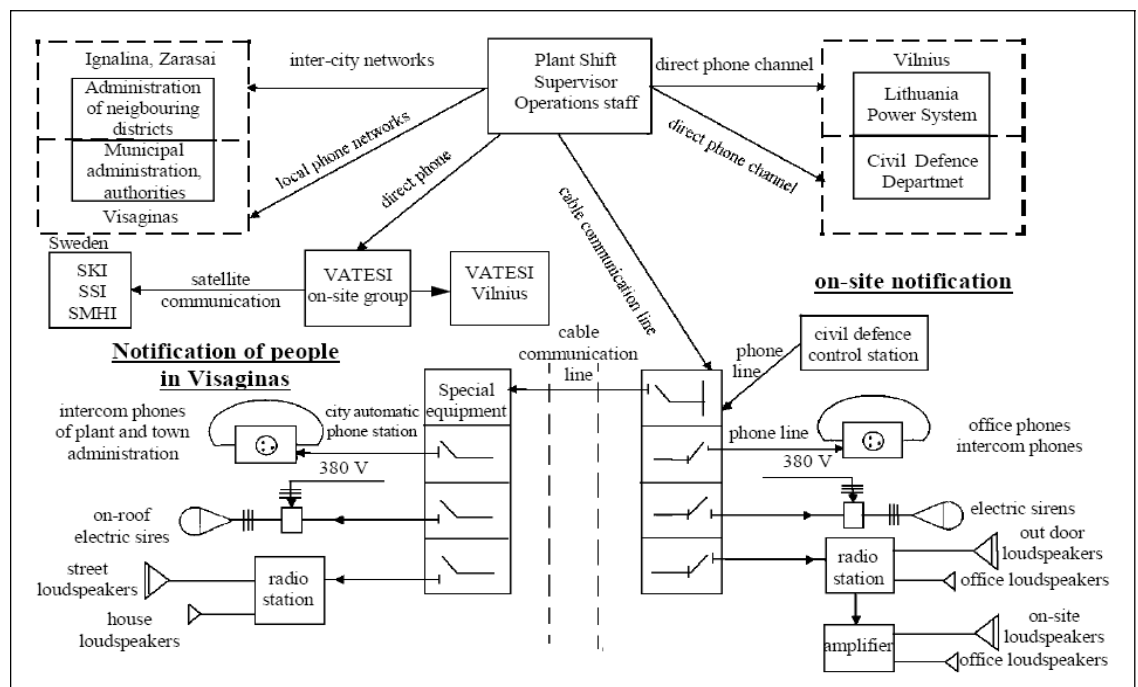 Ignalina, Zarasai
Administration
of neigbouring
districts
Municipal
administration,
authorities
Visaginas
inter-city networks
local phone networks
direct phone
Plant Shift
Supervisor
Operations staff
direct phone channel
direct phone channel
cable communication line
Vilnius
Lithuania
Power System
Civil Defence
Departmet
Sweden
SKI
SSI
SMHI
satellite
communication
VATESI
on-site group
VATESI
Vilnius
on-site notification
civil defence
control station
phone
line
Notification of people
in Visaginas
cable
communication
line
Special
equipment
intercom phones
of plant and town
administration
city automatic
phone station
380 V
on-roof
electric sires
street
loudspeakers
house
loudspeakers
radio
station
phone line
380 V
office phones
intercom phones
electric sirens
out door
loudspeakers
radio
station
office loudspeakers
on-site
loudspeakers
amplifier
office loudspeakers